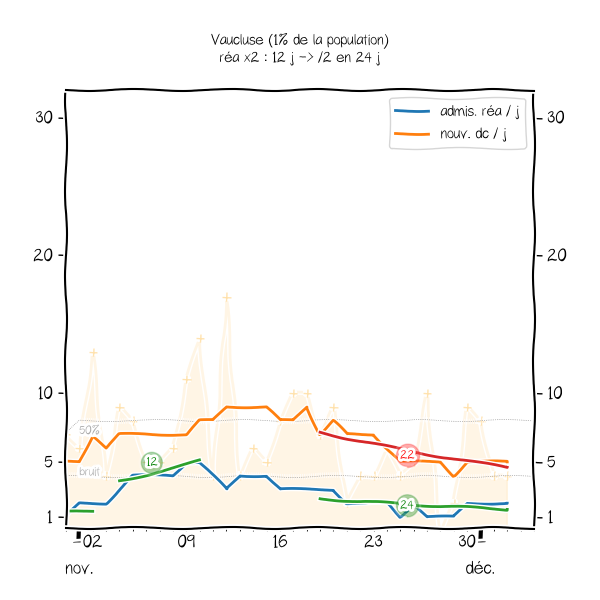 Vaucluse (1% de la population)
réa x2 : 12 j -> /2 en 24 j
admis. réa / j
nouv. dc / j
30
30
20
20
10
10
50%
12
22
5
5
bruit
24
1
1
02
09
16
23
30
nov.
déc.